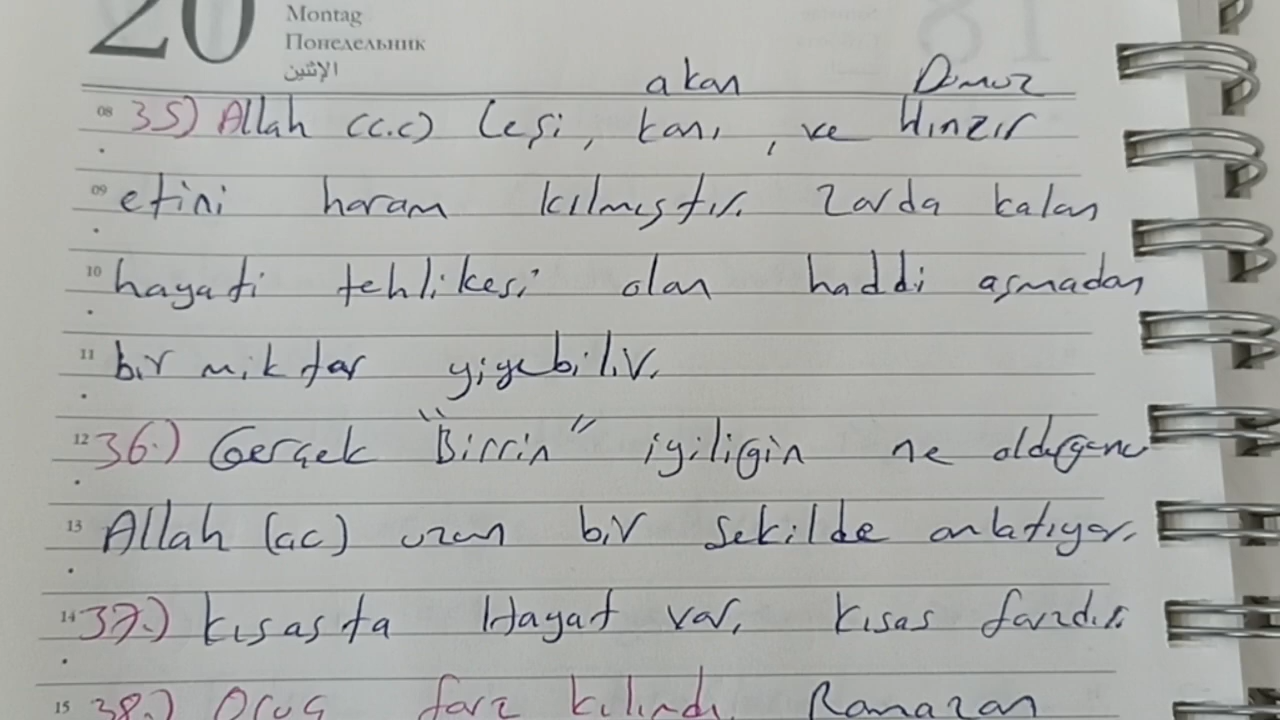 20
Montag
Понедельник
الإثنين
akan Domuz
08 35) Allah (c.c) Leşi, kanı, ve Hınzır
09 etini haram kılmıştır. Zorda kalan
10 hayati tehlikesi olan haddi aşmadan
11 bir miktar yiyebilir.
12 36.) Gerçek "Birrin" iyiliğin ne olduğunu
13 Allah (c.c) uzun bir Şekilde anlatıyor.
14 37.) Kısasta Hayat var, Kısas farzdır.
15 38.) Oruç farz kılındı Ramazan